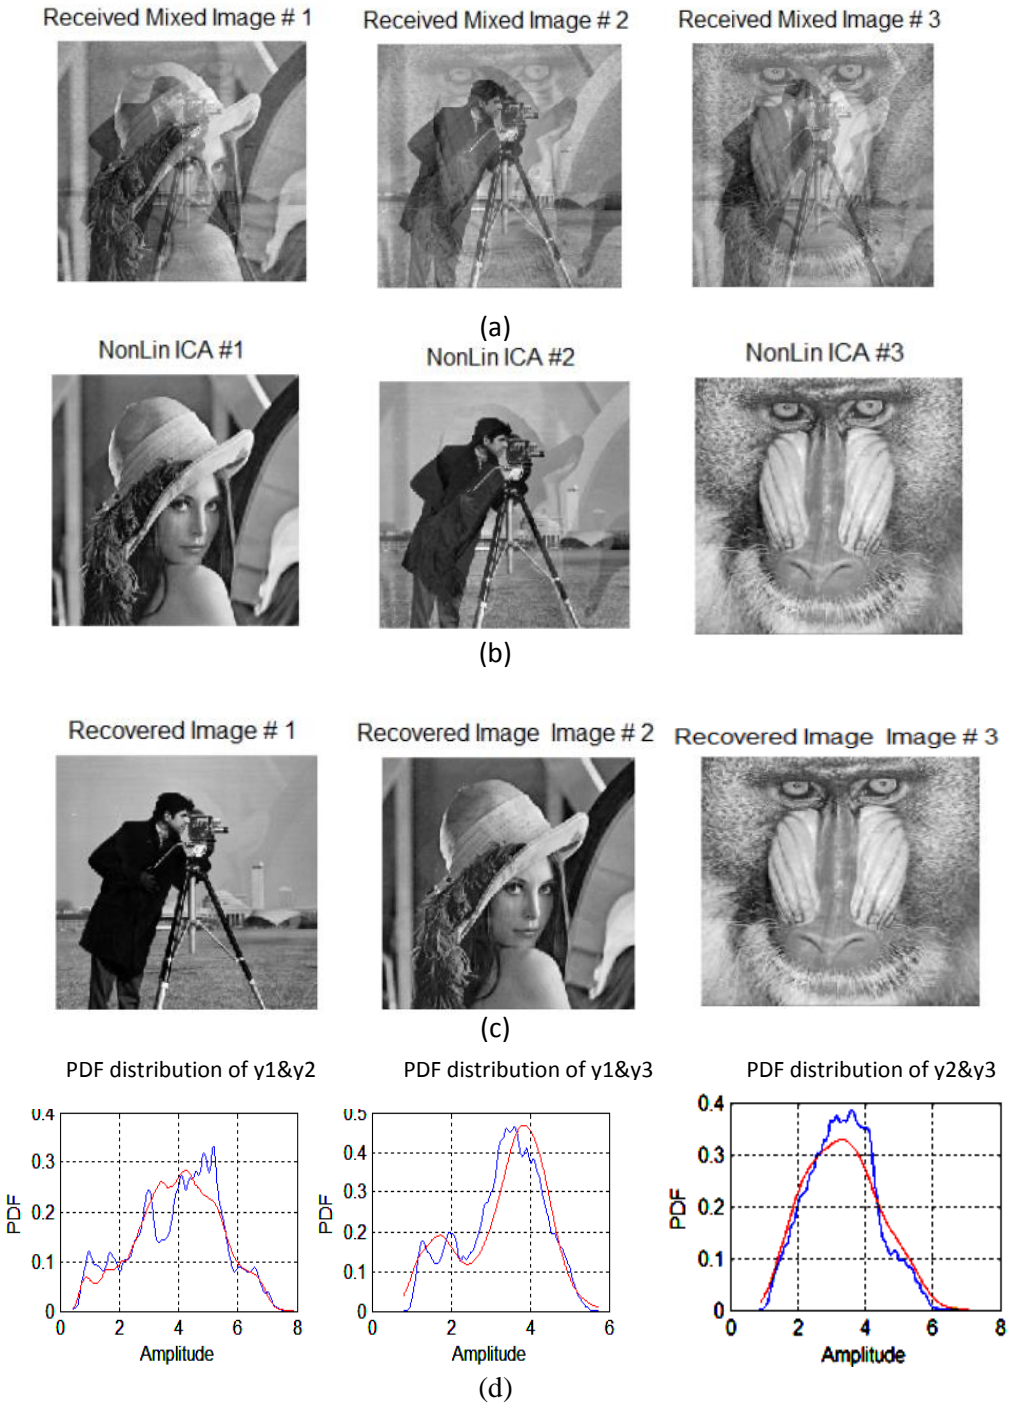 Received Mixed Image # 1
Received Mixed Image # 2
Received Mixed Image # 3
(a)
NonLin ICA #1
NonLin ICA #2
NonLin ICA #3
(b)
Recovered Image # 1
Recovered Image Image # 2
Recovered Image Image # 3
(c)
PDF distribution of y1&y2
PDF distribution of y1&y3
PDF distribution of y2&y3
0.4
0.3
0.2
0.1
0
PDF
0 2 4 6 8
Amplitude
0.5
0.4
0.3
0.2
0.1
0
PDF
0 2 4 6
Amplitude
0.4
0.3
0.2
0.1
0
PDF
0 2 4 6 8
Amplitude
(d)